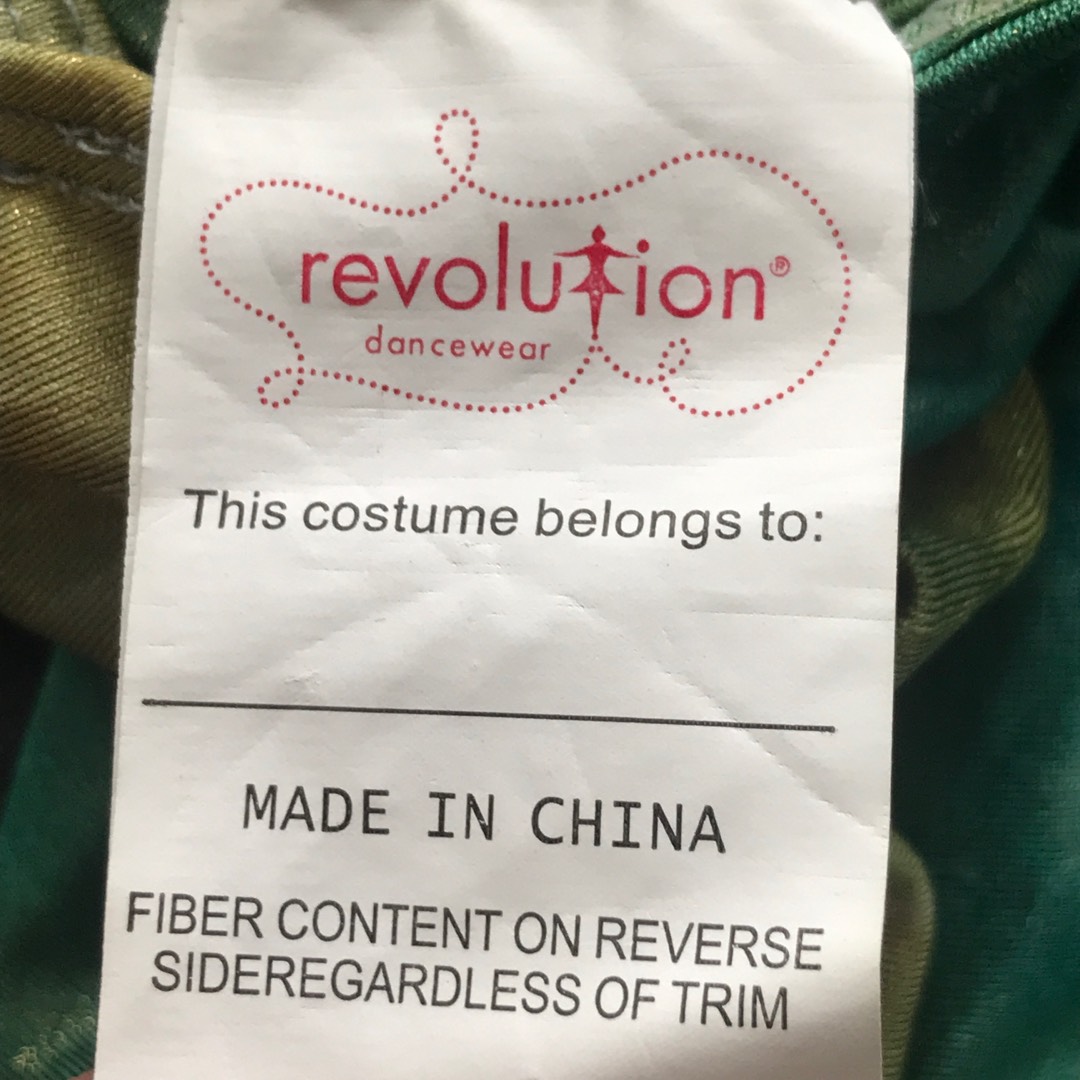 revolution®
dancewear
This costume belongs to:
MADE IN CHINA
FIBER CONTENT ON REVERSE
SIDEREGARDLESS OF TRIM